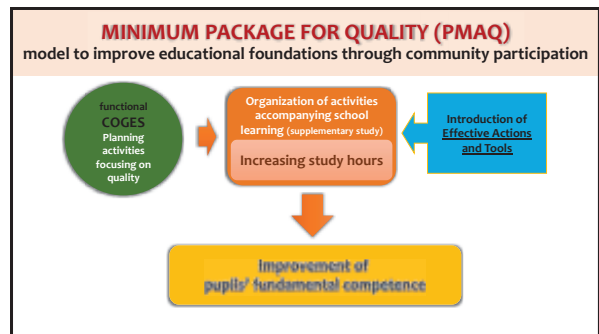 MINIMUM PACKAGE FOR QUALITY (PMAQ)
model to improve educational foundations through community participation
functional
COGES
Planning
activities
focusing on
quality
Organization of activities
accompanying school
learning (supplementary study)
Increasing study hours
Introduction of
Effective Actions
and Tools
Improvement of
pupils' fundamental competence